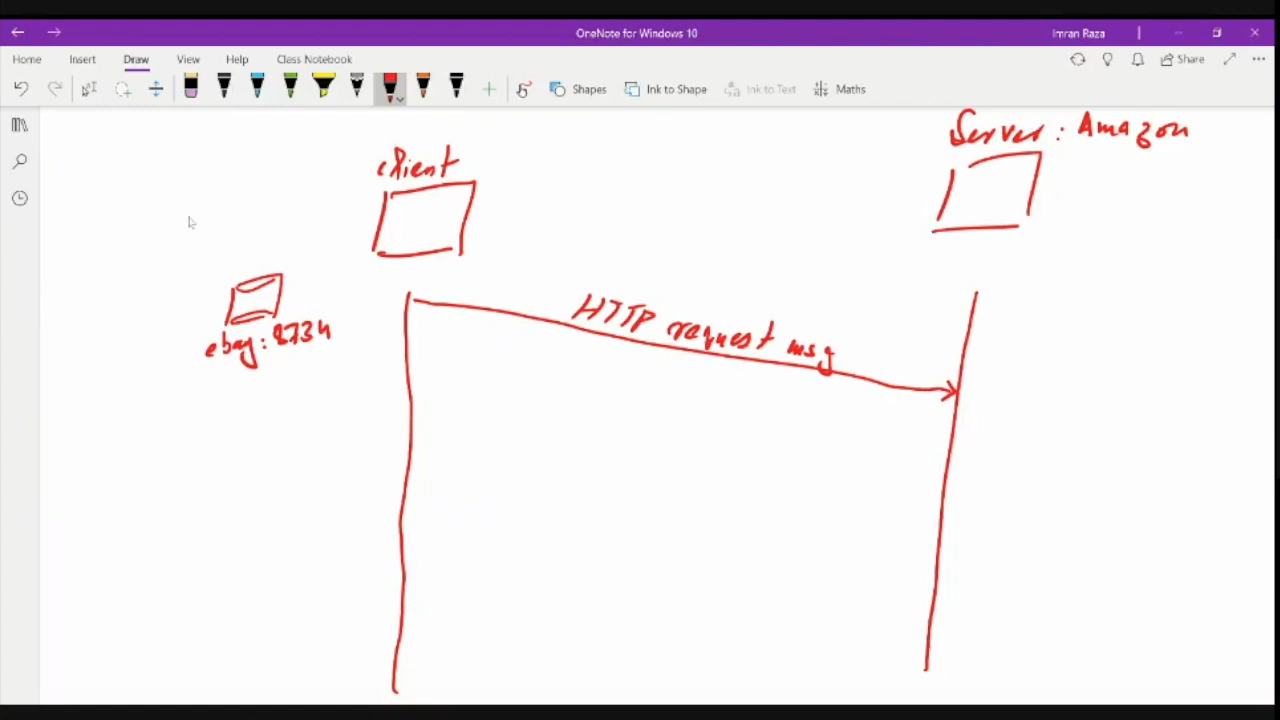 OneNote for Windows 10
Imran Raza
Home
Insert
Draw
View
Help
Class Notebook
Share
Shapes
Ink to Shape
Ink to Text
Maths
Server : Amazon
client
HTTP request msg
ebay : 8734